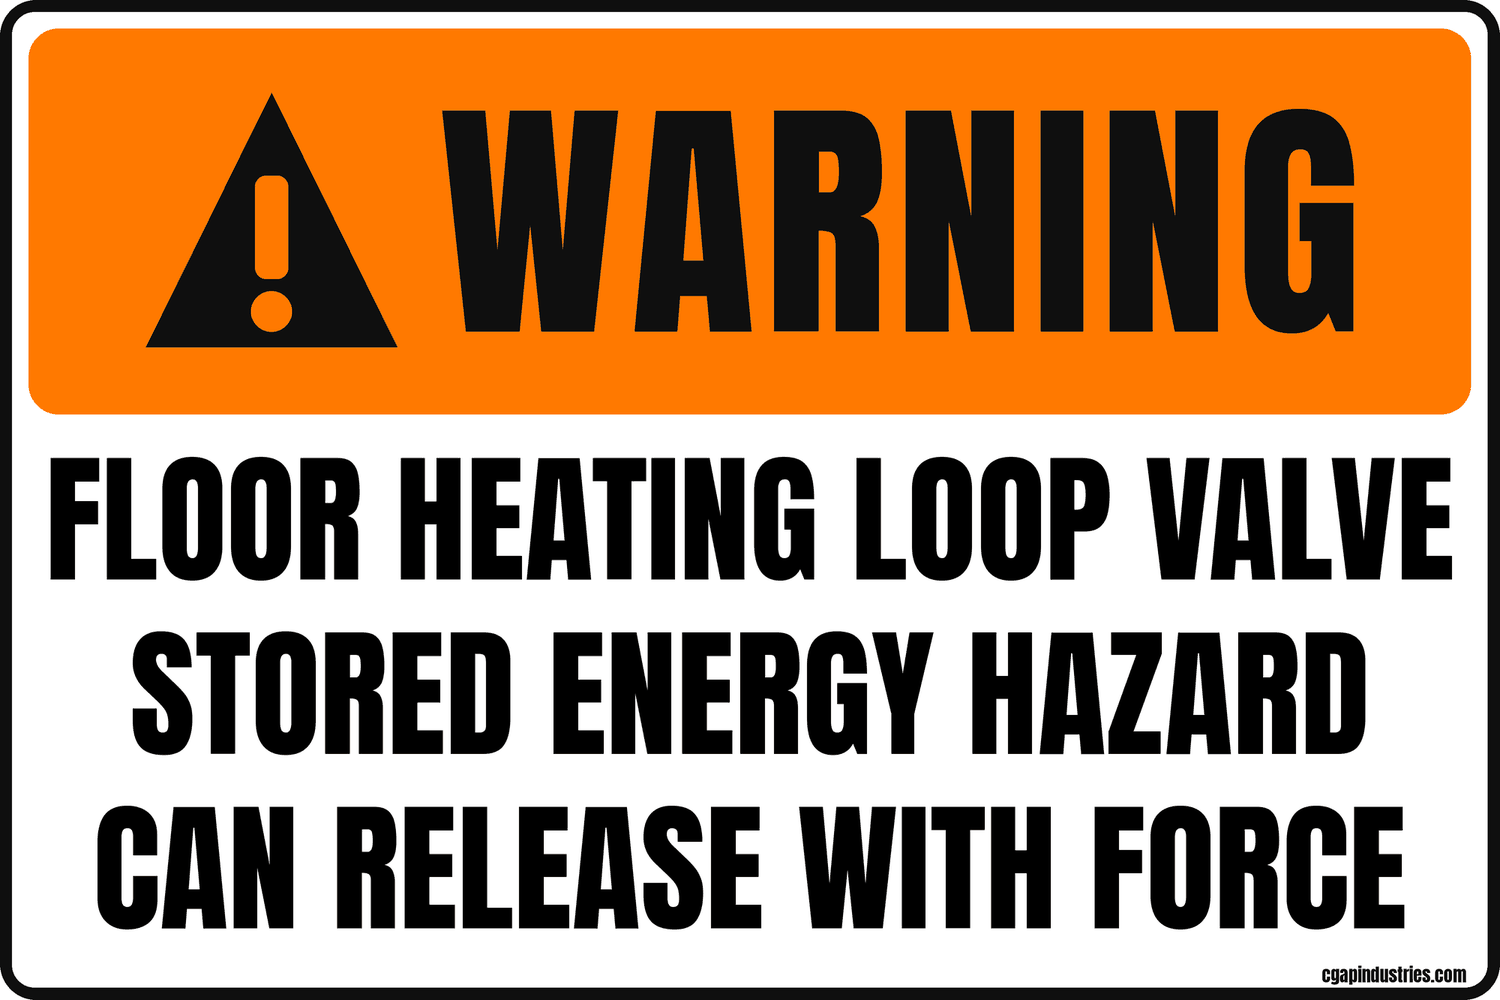 WARNING
FLOOR HEATING LOOP VALVE
STORED ENERGY HAZARD
CAN RELEASE WITH FORCE
cgapindustries.com